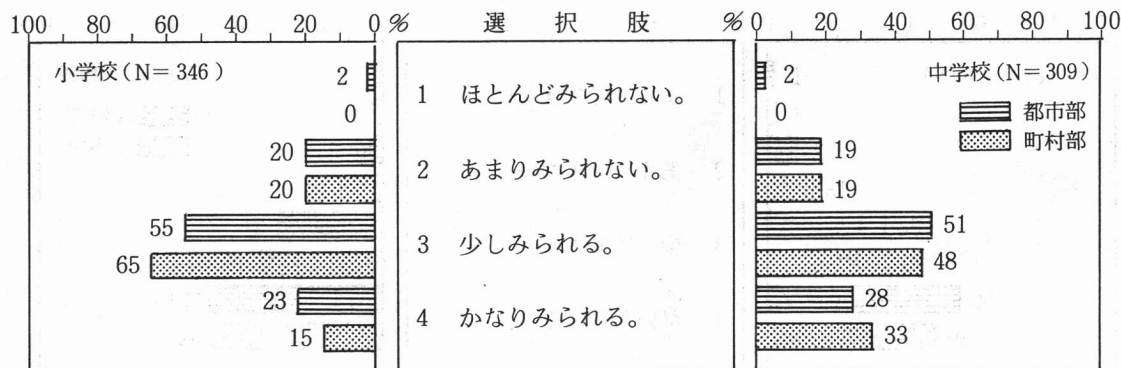 100 80 60 40 20 0 % 選択肢 % 0 20 40 60 80 100
小学校(N=346) 2 1 ほとんどみられない。 2 中学校(N=309)
0 0 都市部
20 2 あまりみられない。 19 町村部
20 19
55 3 少しみられる。 51
65 48
23 4 かなりみられる。 28
15 33